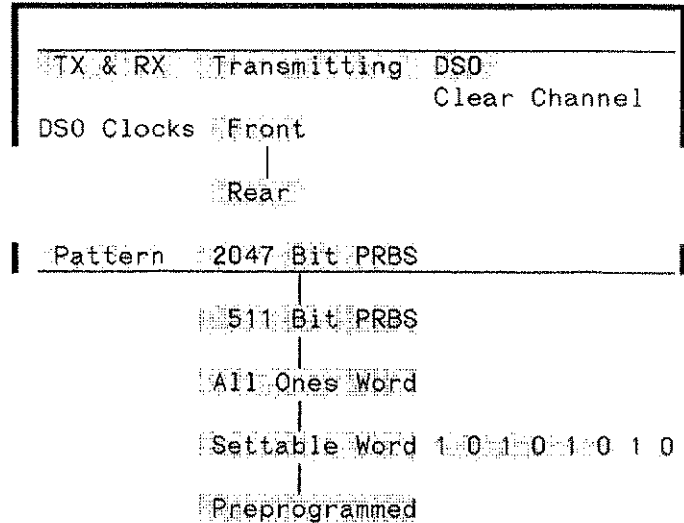 TX & RX Transmitting DSO
Clear Channel
DS0 Clocks Front
Rear
Pattern 2047 Bit PRBS
511 Bit PRBS
All Ones Word
Settable Word 1 0 1 0 1 0 1 0
Preprogrammed